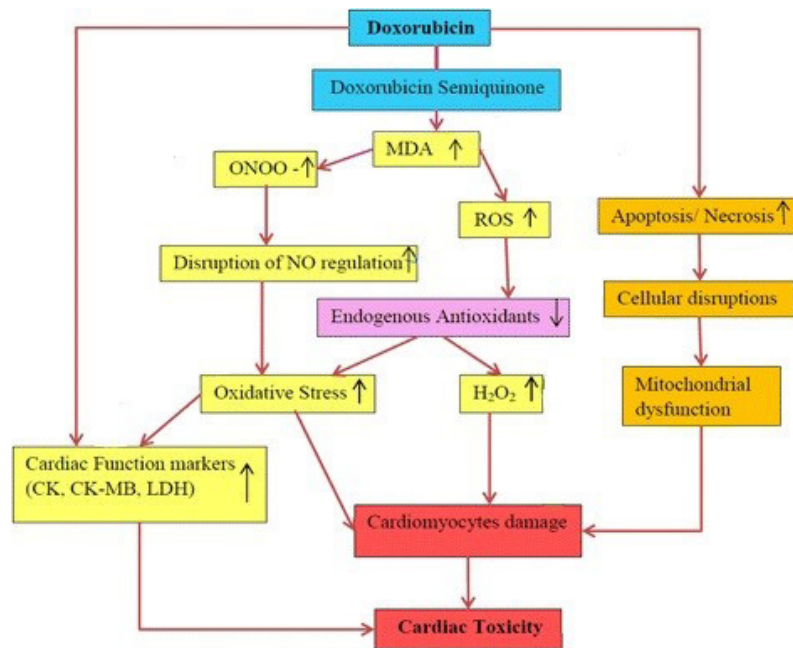 Doxorubicin
Doxorubicin Semiquinone
MDA ↑
ONOO -↑
ROS ↑
Apoptosis/ Necrosis ↑
Disruption of NO regulation↑
Endogenous Antioxidants ↓
Cellular disruptions
Oxidative Stress ↑
H₂O₂ ↑
Mitochondrial
dysfunction
Cardiac Function markers
(CK, CK-MB, LDH) ↑
Cardiomyocytes damage
Cardiac Toxicity